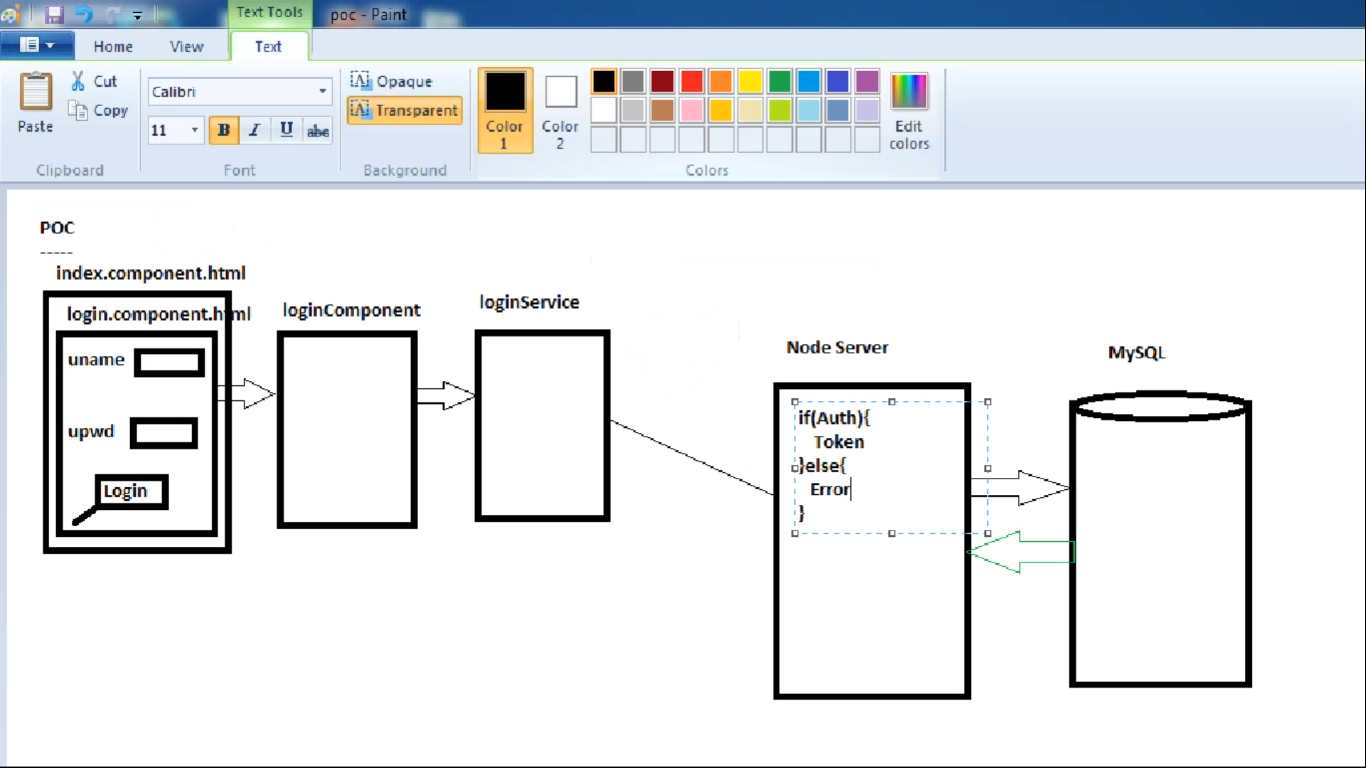 Text Tools
poc - Paint
Home
View
Text
Paste
Cut
Copy
Clipboard
Calibri
11
B
I
U
abc
Font
Opaque
Transparent
Background
Color
1
Color
2
Edit
colors
Colors
POC
-----
index.component.html
login.component.html
uname
upwd
Login
loginComponent
loginService
Node Server
if(Auth){
Token
}else{
Error
}
MySQL